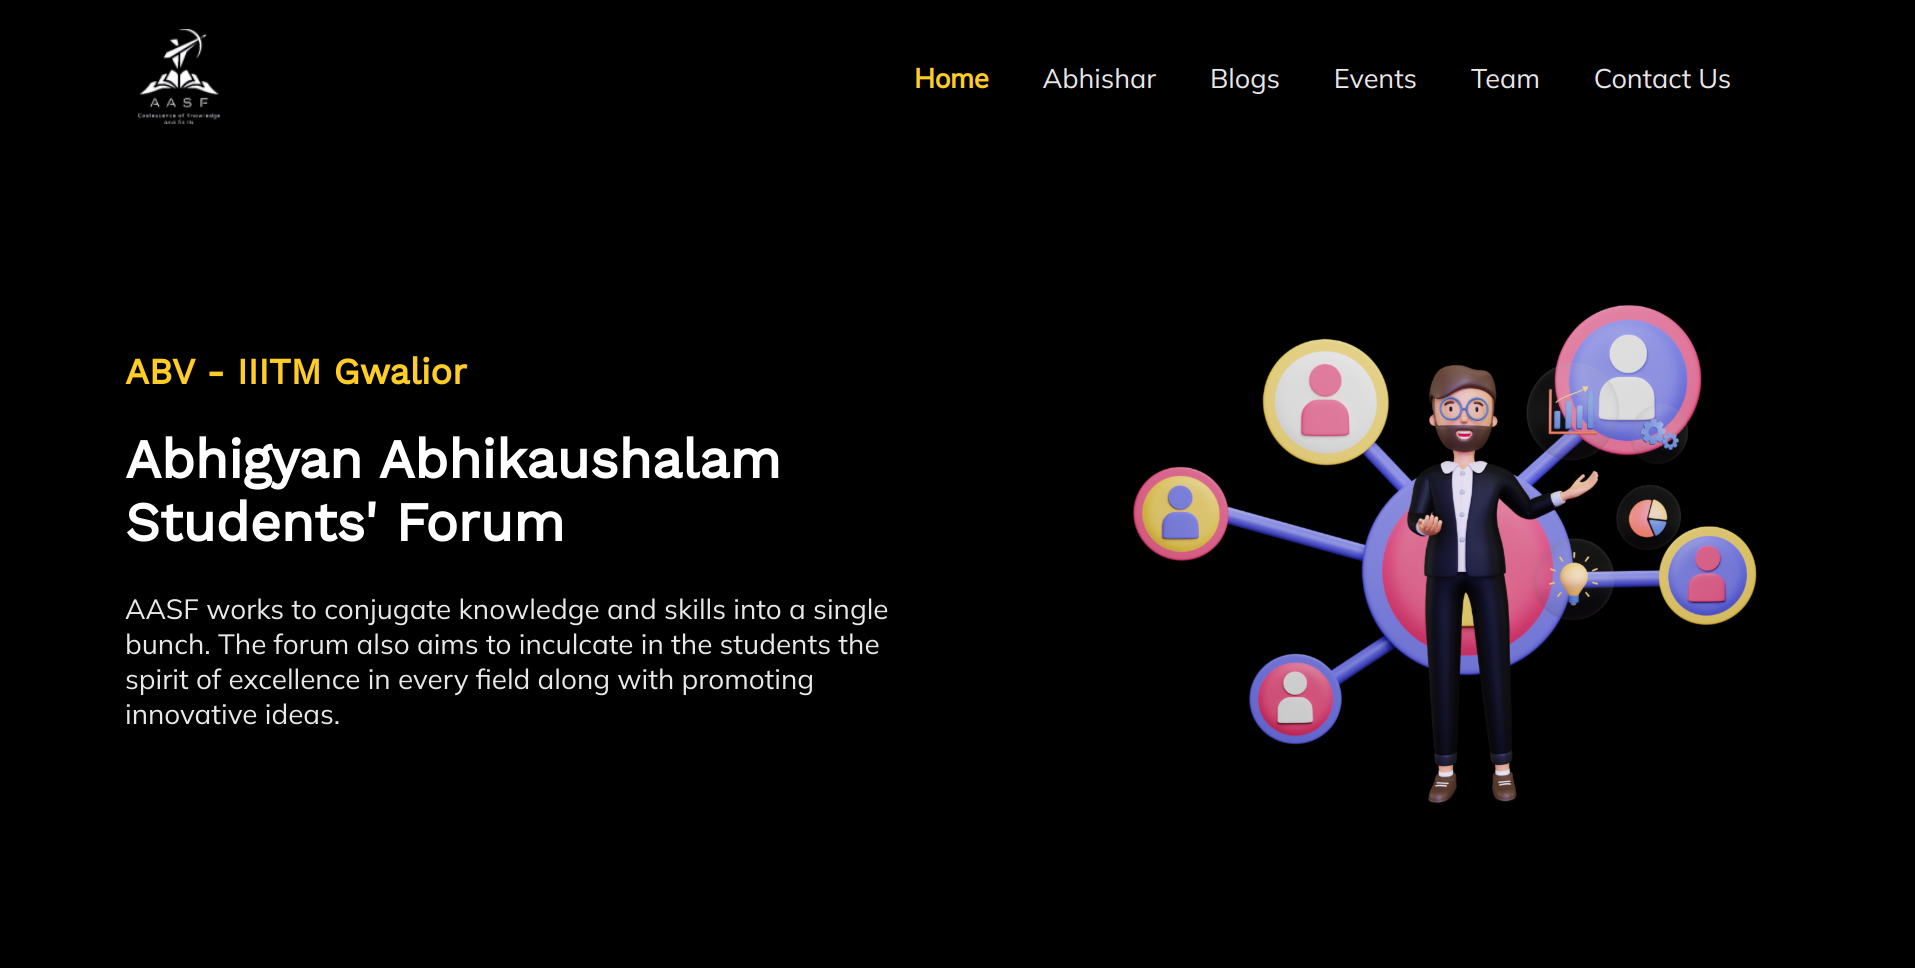 AASF
Coalescence of Knowledge
and Skills
Home Abhishar Blogs Events Team Contact Us
ABV - IIITM Gwalior
Abhigyan Abhikaushalam
Students' Forum
AASF works to conjugate knowledge and skills into a single
bunch. The forum also aims to inculcate in the students the
spirit of excellence in every field along with promoting
innovative ideas.